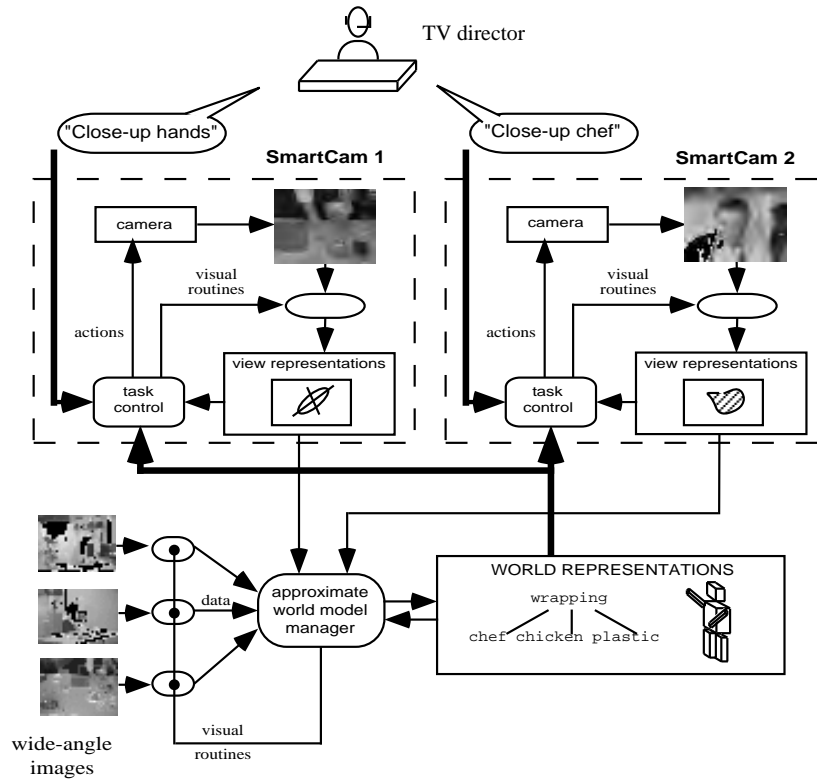 TV director
"Close-up hands"
"Close-up chef"
SmartCam 1
SmartCam 2
camera
visual
routines
actions
view representations
task
control
camera
visual
routines
actions
view representations
task
control
data
approximate
world model
manager
WORLD REPRESENTATIONS
wrapping
chef chicken plastic
visual
routines
wide-angle
images